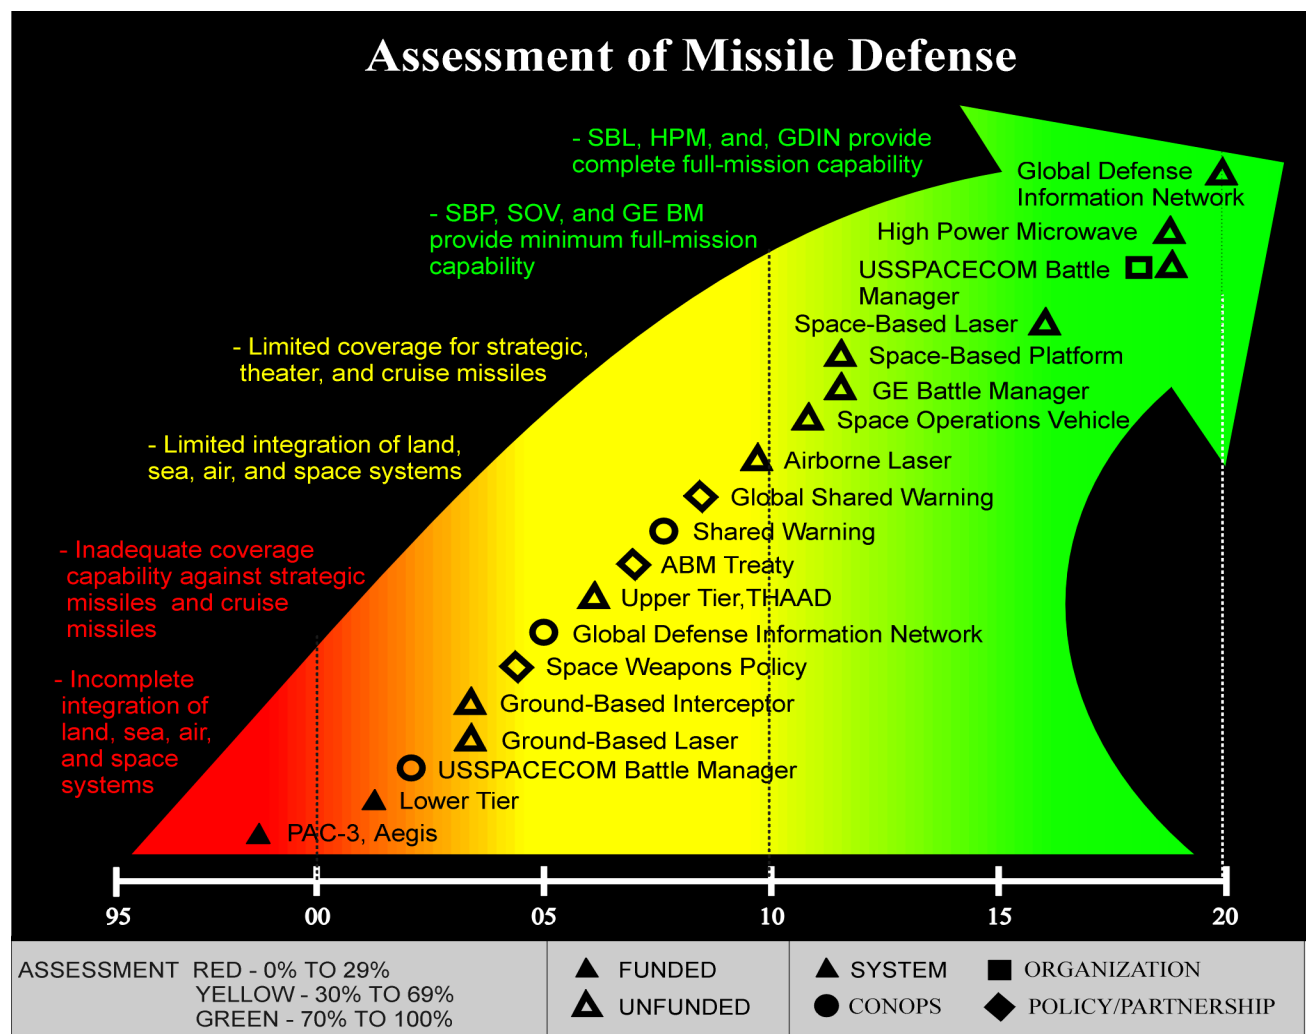 Assessment of Missile Defense
- SBL, HPM, and, GDIN provide
complete full-mission capability
- SBP, SOV, and GE BM
provide minimum full-mission
capability
- Limited coverage for strategic,
theater, and cruise missiles
- Limited integration of land,
sea, air, and space systems
- Inadequate coverage
capability against strategic
missiles and cruise
missiles
- Incomplete
integration of
land, sea, air,
and space
systems
Global Defense
Information Network
High Power Microwave
USSPACECOM Battle
Manager
Space-Based Laser
Space-Based Platform
GE Battle Manager
Space Operations Vehicle
Airborne Laser
Global Shared Warning
Shared Warning
ABM Treaty
Upper Tier,THAAD
Global Defense Information Network
Space Weapons Policy
Ground-Based Interceptor
Ground-Based Laser
USSPACECOM Battle Manager
Lower Tier
PAC-3, Aegis
95 00 05 10 15 20
ASSESSMENT RED - 0% TO 29%
YELLOW - 30% TO 69%
GREEN - 70% TO 100%
FUNDED
UNFUNDED
SYSTEM
CONOPS
ORGANIZATION
POLICY/PARTNERSHIP